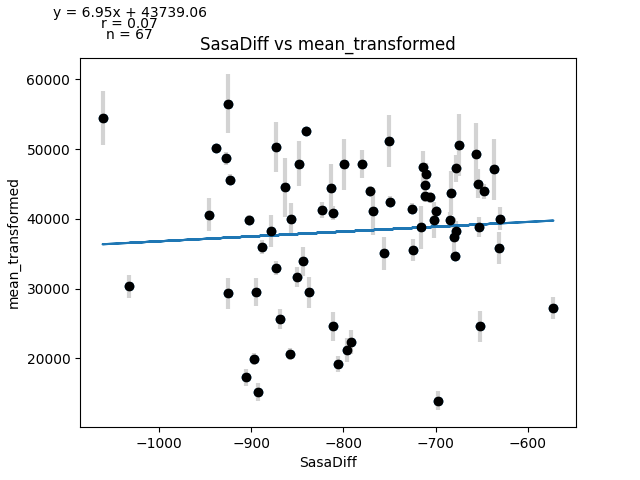 y = 6.95x + 43739.06
r = 0.07
n = 67
SasaDiff vs mean_transformed
60000
50000
40000
30000
20000
mean_transformed
−1000
−900
−800
−700
−600
SasaDiff